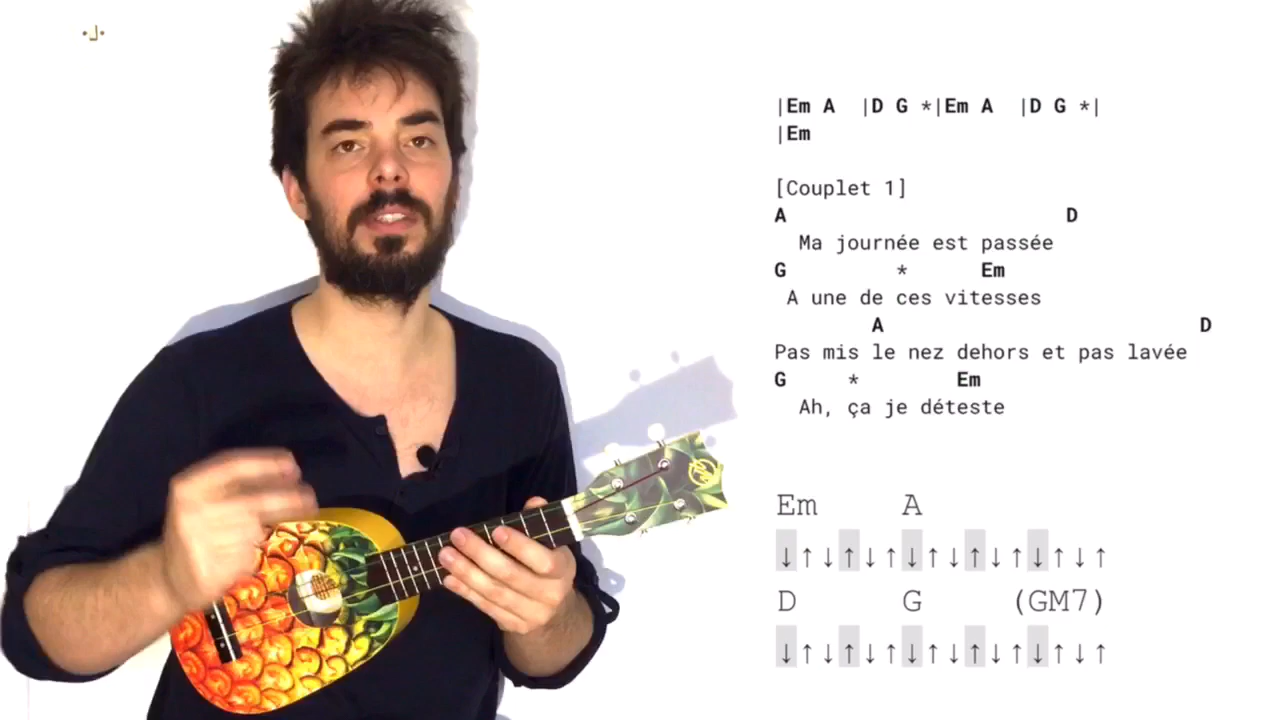 |Em A  |D G *|Em A  |D G *|
|Em
[Couplet 1]
A                       D
  Ma journée est passée
G         *      Em
 A une de ces vitesses
        A                          D
Pas mis le nez dehors et pas lavée
G     *        Em
  Ah, ça je déteste
Em    A
↓↑↓↑↓↑↓↑↓↑↓↑↓↑↓↑
D     G    (GM7)
↓↑↓↑↓↑↓↑↓↑↓↑↓↑↓↑